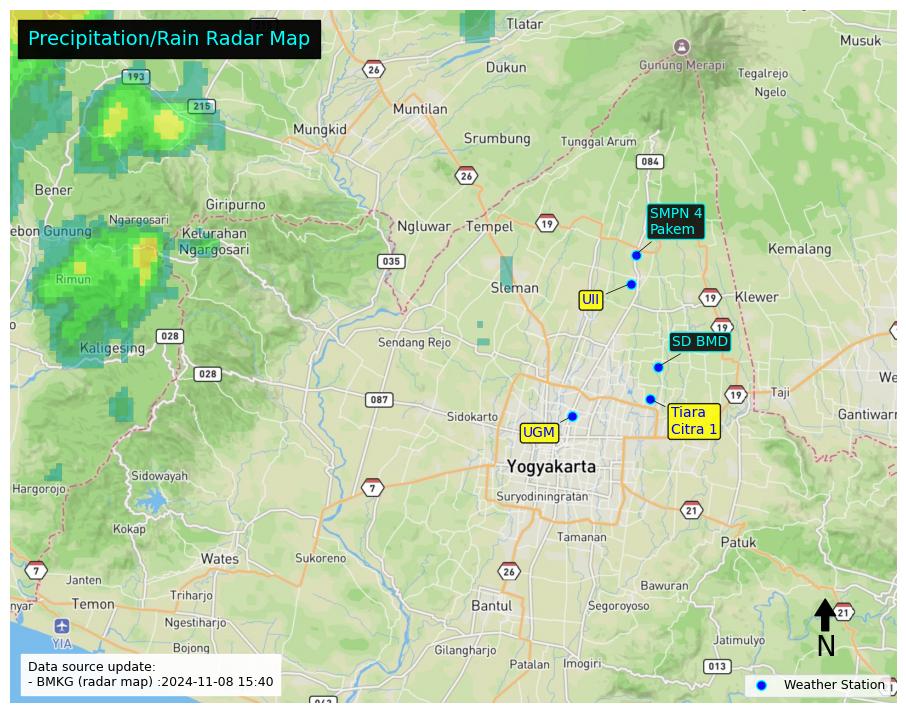 Precipitation/Rain Radar Map
Tlatar
Musuk
26
193
Dukun
Gunung Merapi
Tegalrejo
Ngelo
215
Muntilan
Mungkid
Srumbung
Tunggal Arum
084
26
Bener
Giripurno
SMPN 4
Pakem
Ngargosari
ebon Gunung
Kelurahan
Ngargosari
Ngluwar
Tempel
19
Kemalang
035
Rimun
Sleman
UII
19
Klewer
19
028
Kaligesing
Sendang Rejo
SD BMD
028
087
19
Taji
We
Sidokarto
Tiara
Citra 1
Gantiwarn
UGM
Yogyakarta
Sidowayah
Hargorojo
7
Suryodiningratan
21
Kokap
Tamanan
Patuk
Wates
Sukoreno
7
26
Janten
Bawuran
nyar
Temon
Triharjo
Bantul
Segoroyoso
21
Ngestiharjo
YIA
Bojong
Gilangharjo
Jatimulyo
N
Patalan
Imogiri
013
Data source update:
- BMKG (radar map) :2024-11-08 15:40
Weather Station